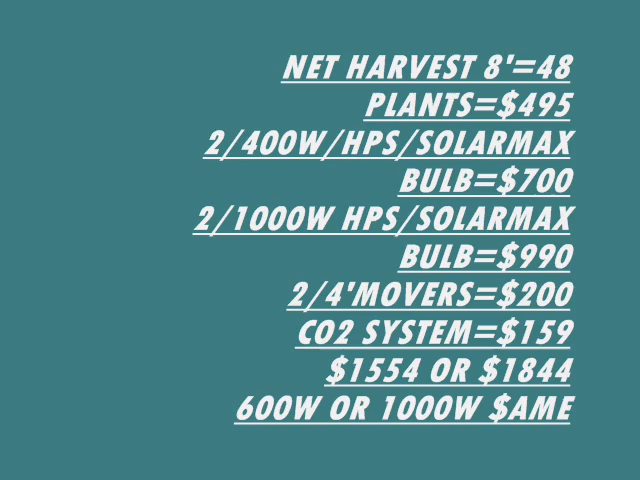 NET HARVEST 8'=48
PLANTS=$495
2/400W/HPS/SOLARMAX
BULB=$700
2/1000W HPS/SOLARMAX
BULB=$990
2/4'MOVERS=$200
CO2 SYSTEM=$159
$1554 OR $1844
600W OR 1000W $AME